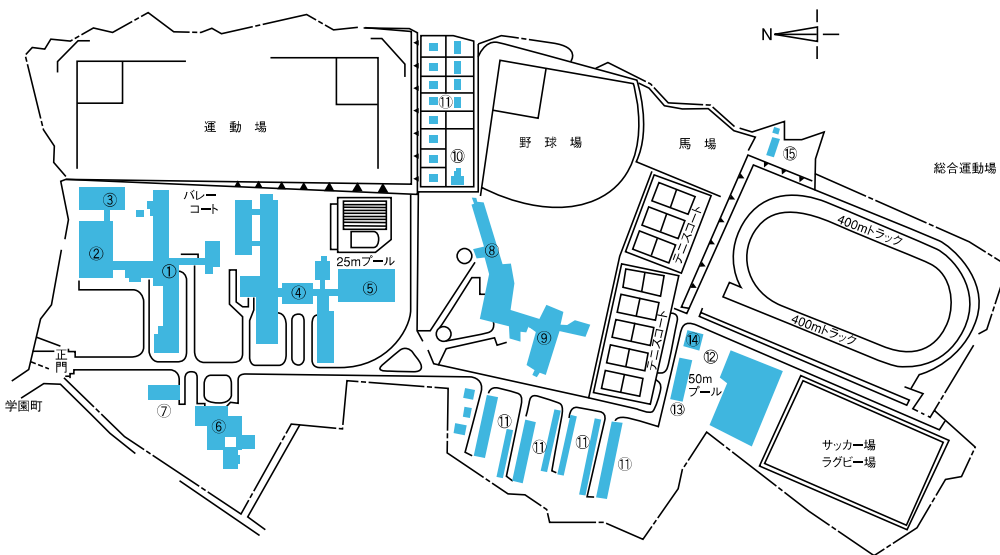 N
運動場
⑪
⑩
野球場
馬場
⑮
総合運動場
400mトラック
400mトラック
③
②
バレー
コート
①
25mプール
④
⑤
⑧
⑨
テニスコート
テニスコート
⑭
⑫
50m
プール
⑬
正
門
学園町
⑦
⑥
⑪
⑪
⑪
⑪
サッカー場
ラグビー場